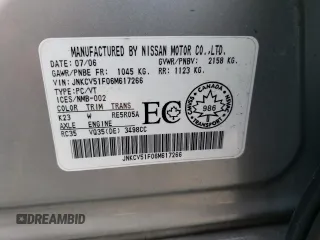 MANUFACTURED BY NISSAN MOTOR CO.,LTD.
DATE: 07/06 GVWR/PNBV: 2158 KG.
GAWR/PNBE FR: 1045 KG. RR: 1123 KG.
VIN: JNKCV51F06M617266
TYPE:PC/VT
ICES/NMB-002
COLOR TRIM TRANS
K23 W RE5R05A
AXLE ENGINE
RC35 VQ35(DE) 3498CC
EC
CANADA
986
JNKCV51F06M617266
DREAMBID